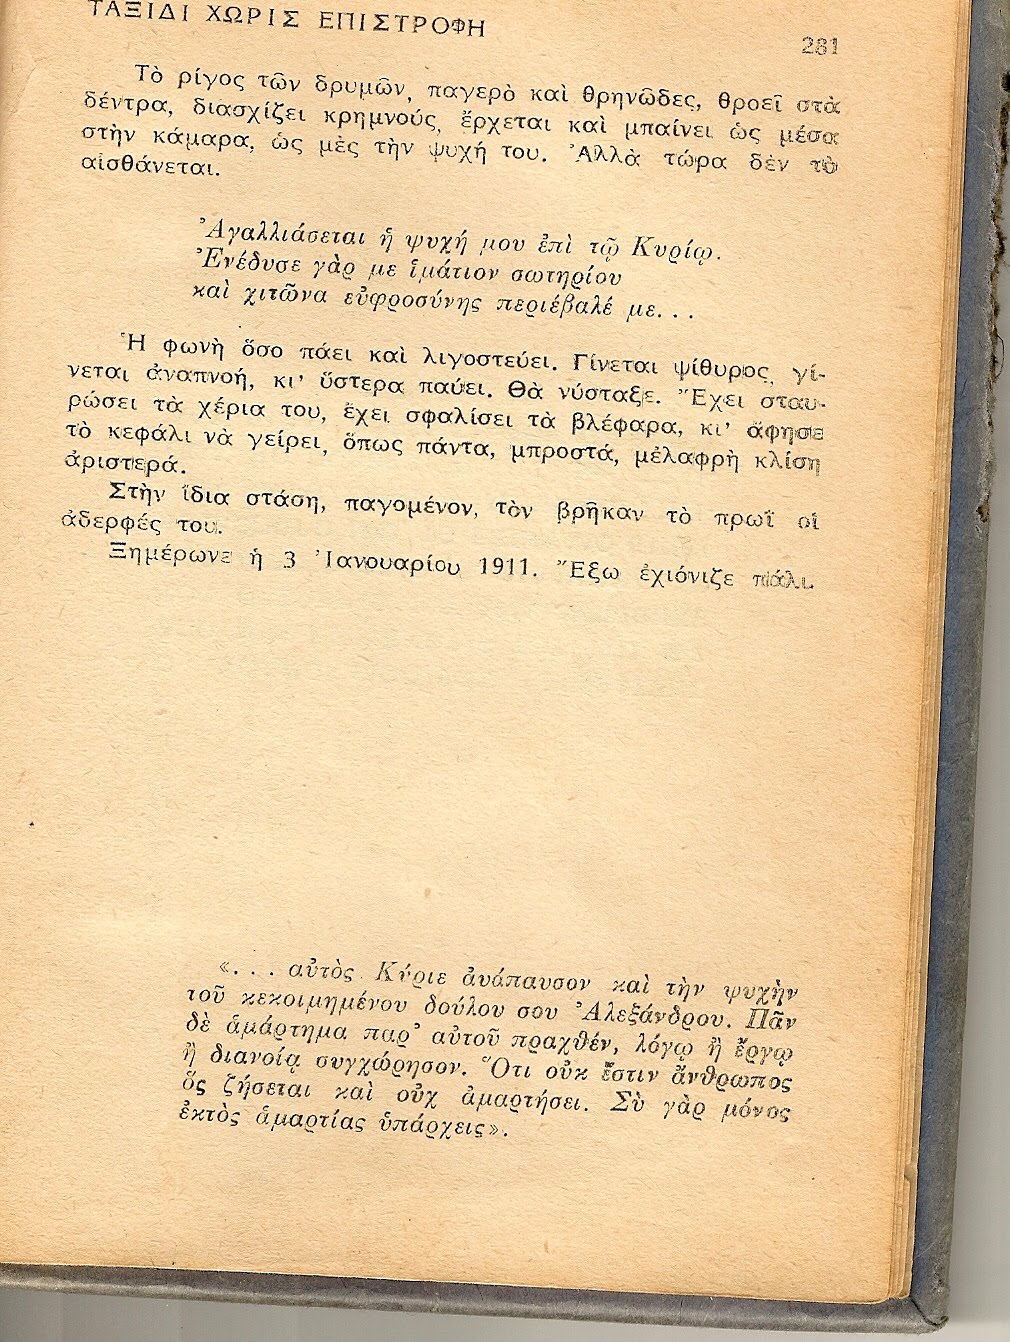 ΤΑΞΙΔΙ ΧΩΡΙΣ ΕΠΙΣΤΡΟΦΗ
281
Τὸ ρίγος τῶν δρυμῶν, παγερὸ καὶ θρηνῶδες, θροεῖ στὰ
δέντρα, διασχίζει κρημνούς, ἔρχεται καὶ μπαίνει ὡς μέσα
στὴν κάμαρα, ὡς μὲς τὴν ψυχή του. Ἀλλὰ τώρα δὲν τὸ
αἰσθάνεται.
Ἀγαλλιάσεται ἡ ψυχή μου ἐπὶ τῷ Κυρίῳ.
Ἐνέδυσε γὰρ με ἱμάτιον σωτηρίου
καὶ χιτῶνα εὐφροσύνης περιέβαλέ με...
Ἡ φωνὴ ὅσο πάει καὶ λιγοστεύει. Γίνεται ψίθυρος, γί-
νεται ἀναπνοή, κι' ὕστερα παύει. Θὰ νύσταξε. Ἔχει σταυ-
ρώσει τὰ χέρια του, ἔχει σφαλίσει τὰ βλέφαρα, κι' ἄφησε
τὸ κεφάλι νὰ γείρει, ὅπως πάντα, μπροστά, μὲλαφρὴ κλίση
ἀριστερά.
Στὴν ἴδια στάση, παγομένον, τὸν βρῆκαν τὸ πρωῒ οἱ
ἀδερφές του.
Ξημέρωνε ἡ 3 Ἰανουαρίου 1911. Ἔξω ἐχιόνιζε πάλι.
«... αὐτὸς Κύριε ἀνάπαυσον καὶ τὴν ψυχὴν
τοῦ κεκοιμημένου δούλου σου Ἀλεξάνδρου. Πᾶν
δὲ ἁμάρτημα παρ' αὐτοῦ πραχθέν, λόγῳ ἢ ἔργῳ
ἢ διανοίᾳ συγχώρησον. Ὅτι οὐκ ἔστιν ἄνθρωπος
ὃς ζήσεται καὶ οὐχ ἁμαρτήσει. Σὺ γὰρ μόνος
ἐκτὸς ἁμαρτίας ὑπάρχεις».